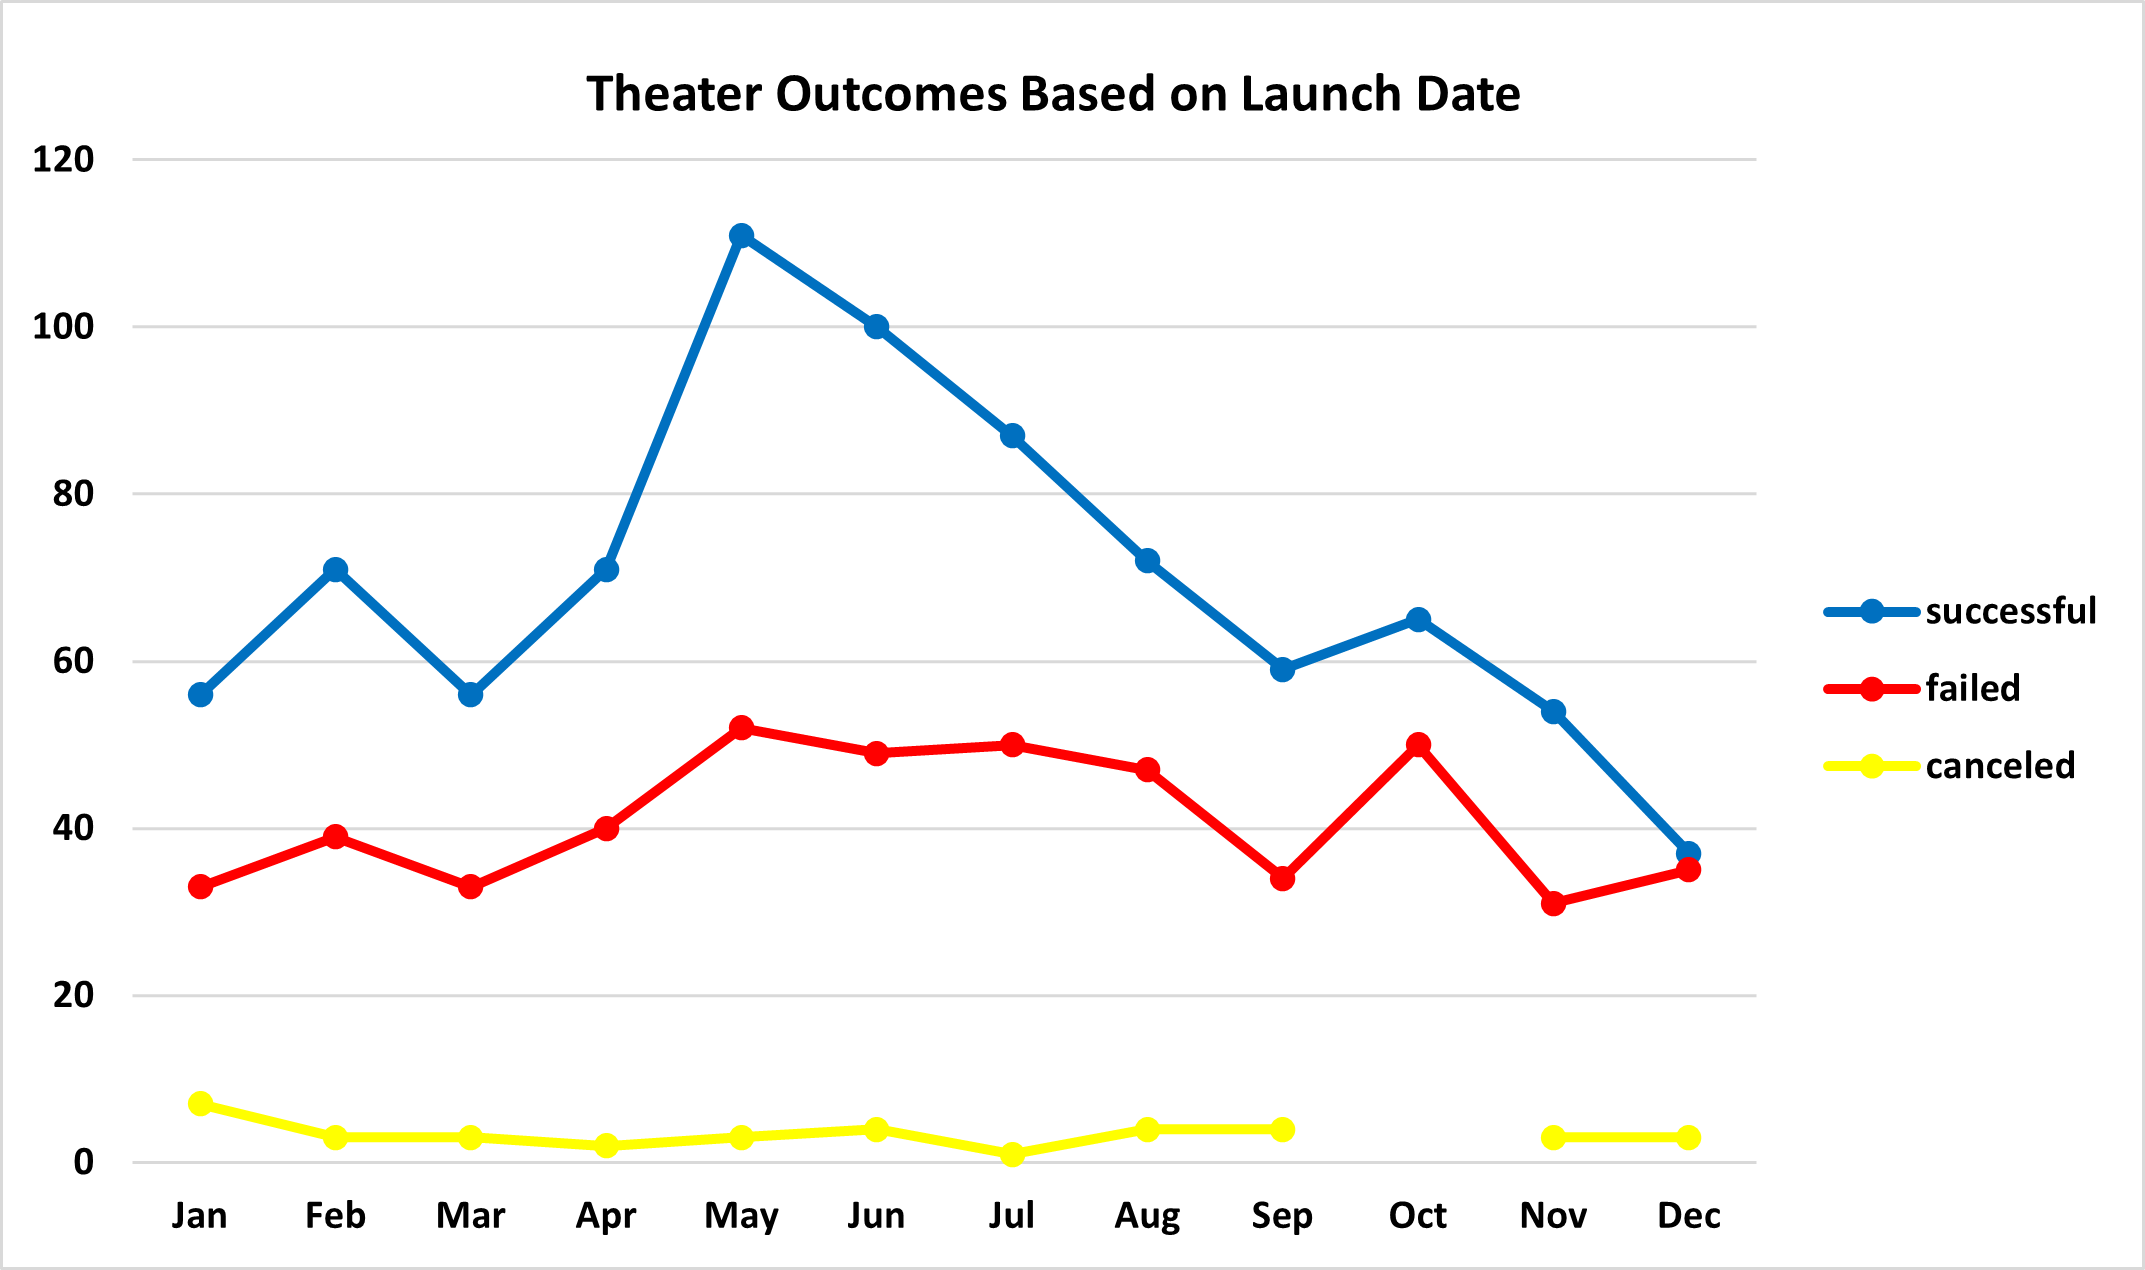 Theater Outcomes Based on Launch Date
120
100
80
60
40
20
0
Jan Feb Mar Apr May Jun Jul Aug Sep Oct Nov Dec
successful
failed
canceled